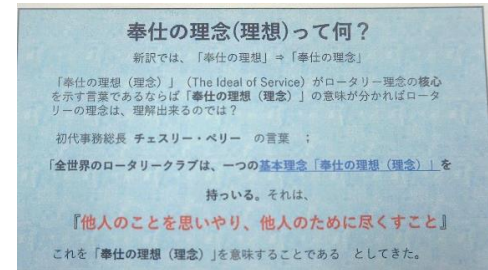 奉仕の理念(理想)って何？
新訳では、「奉仕の理想」⇒「奉仕の理念」
「奉仕の理想（理念）」（The Ideal of Service）がロータリー理念の核心
を示す言葉であるならば「奉仕の理想（理念）」の意味が分かればロータ
リーの理念は、理解出来るのでは？
初代事務総長 チェスリー・ペリー の言葉 ；
「全世界のロータリークラブは、一つの基本理念「奉仕の理想（理念）」を
持っいる。それは、
『他人のことを思いやり、他人のために尽くすこと』
これを「奉仕の理想（理念）」を意味することである としてきた。